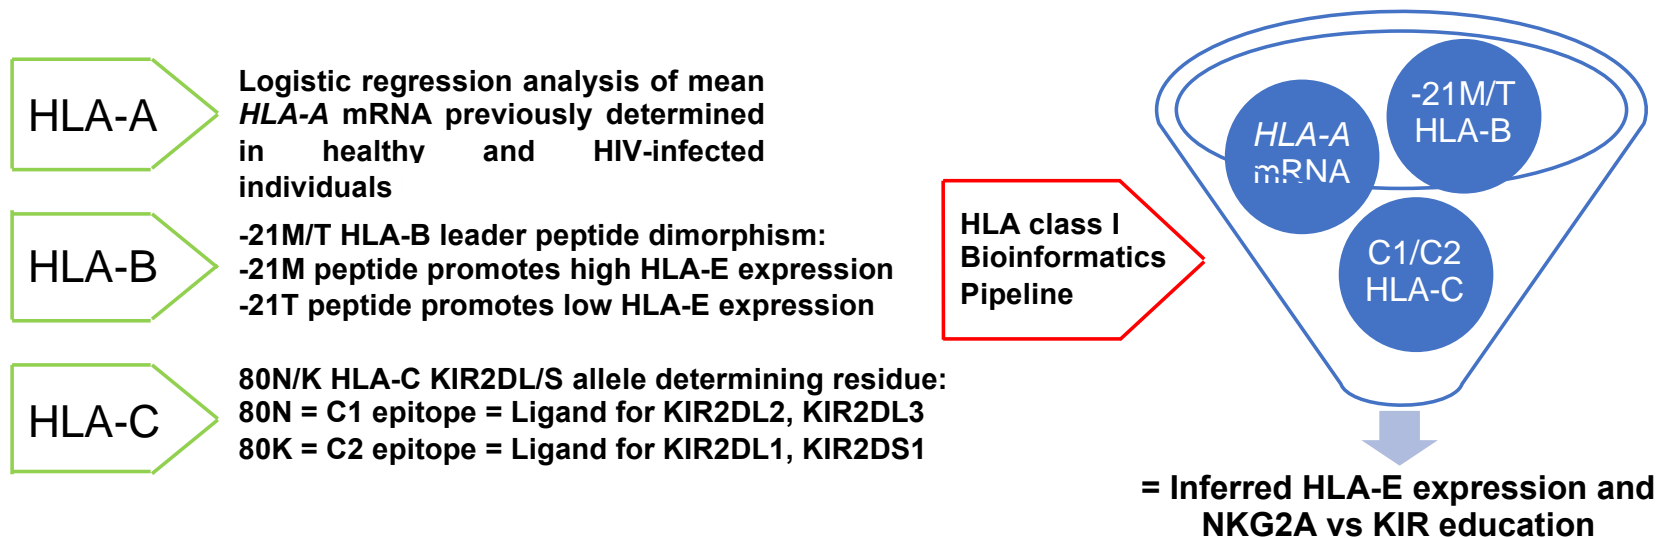 HLA-A
Logistic regression analysis of mean
HLA-A mRNA previously determined
in healthy and HIV-infected
individuals
HLA-B
-21M/T HLA-B leader peptide dimorphism:
-21M peptide promotes high HLA-E expression
-21T peptide promotes low HLA-E expression
HLA-C
80N/K HLA-C KIR2DL/S allele determining residue:
80N = C1 epitope = Ligand for KIR2DL2, KIR2DL3
80K = C2 epitope = Ligand for KIR2DL1, KIR2DS1
HLA class I
Bioinformatics
Pipeline
HLA-A
mRNA
-21M/T
HLA-B
C1/C2
HLA-C
= Inferred HLA-E expression and
NKG2A vs KIR education